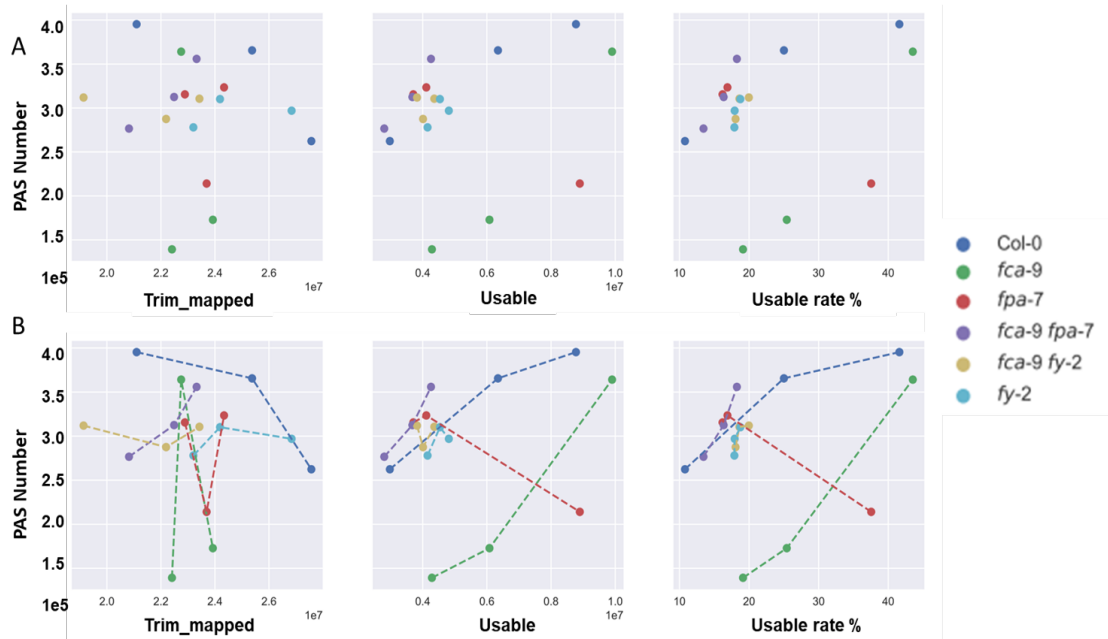 A
PAS Number
4.0
3.5
3.0
2.5
2.0
1.5
1e5
2.0 2.2 2.4 2.6
1e7
Trim_mapped
0.4 0.6 0.8 1.0
1e7
Usable
10 20 30 40
Usable rate %
B
PAS Number
4.0
3.5
3.0
2.5
2.0
1.5
1e5
2.0 2.2 2.4 2.6
1e7
Trim_mapped
0.4 0.6 0.8 1.0
1e7
Usable
10 20 30 40
Usable rate %
Col-0
fca-9
fpa-7
fca-9 fpa-7
fca-9 fy-2
fy-2